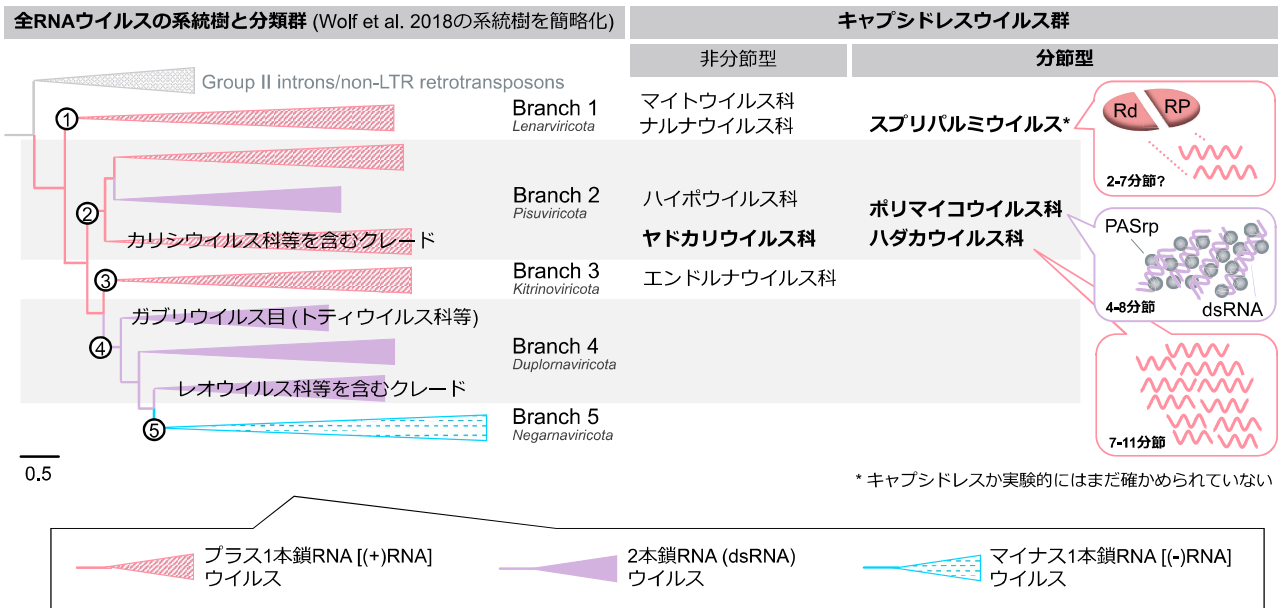 全RNAウイルスの系統樹と分類群 (Wolf et al. 2018の系統樹を簡略化)
キャプシドレスウイルス群
非分節型
分節型
Group II introns/non-LTR retrotransposons
1
Branch 1
Lenarviricota
マイトウイルス科
ナルナウイルス科
スプリパルミウイルス*
Rd
RP
2-7分節?
2
Branch 2
Pisuviricota
ハイポウイルス科
ポリマイコウイルス科
カリシウイルス科等を含むクレード
ヤドカリウイルス科
ハダカウイルス科
PASrp
dsRNA
4-8分節
3
Branch 3
Kitrinoviricota
エンドルナウイルス科
ガブリウイルス目 (トティウイルス科等)
4
Branch 4
Duplornaviricota
レオウイルス科等を含むクレード
5
Branch 5
Negarnaviricota
7-11分節
0.5
* キャプシドレスか実験的にはまだ確かめられていない
プラス1本鎖RNA [(+)RNA]
ウイルス
2本鎖RNA (dsRNA)
ウイルス
マイナス1本鎖RNA [(-)RNA]
ウイルス